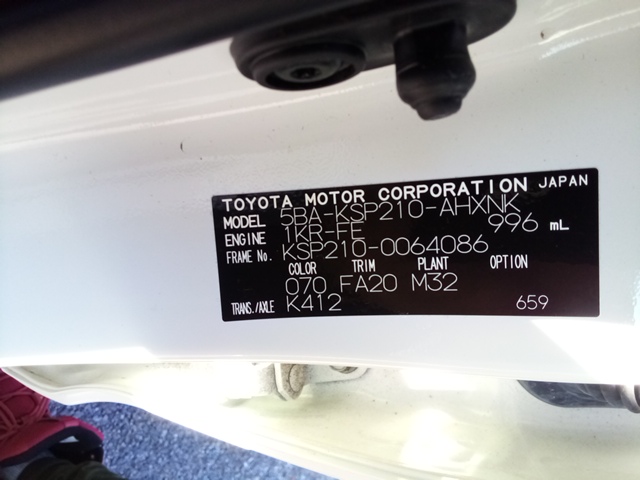 TOYOTA MOTOR CORPORATION JAPAN
MODEL 5BA-KSP210-AHXNK
ENGINE 1KR-FE 996 mL
FRAME No. KSP210-0064086
COLOR TRIM PLANT OPTION
070 FA20 M32
TRANS./AXLE K412 659